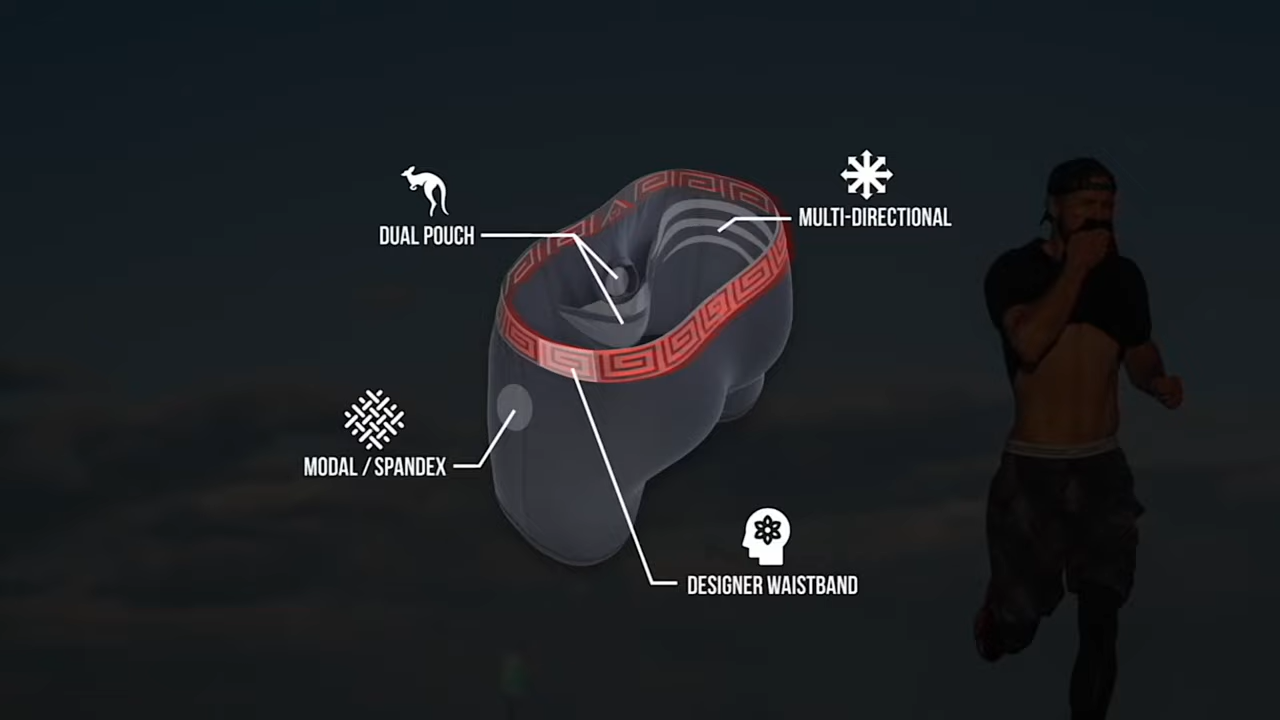 MULTI-DIRECTIONAL
DUAL POUCH
MODAL / SPANDEX
DESIGNER WAISTBAND